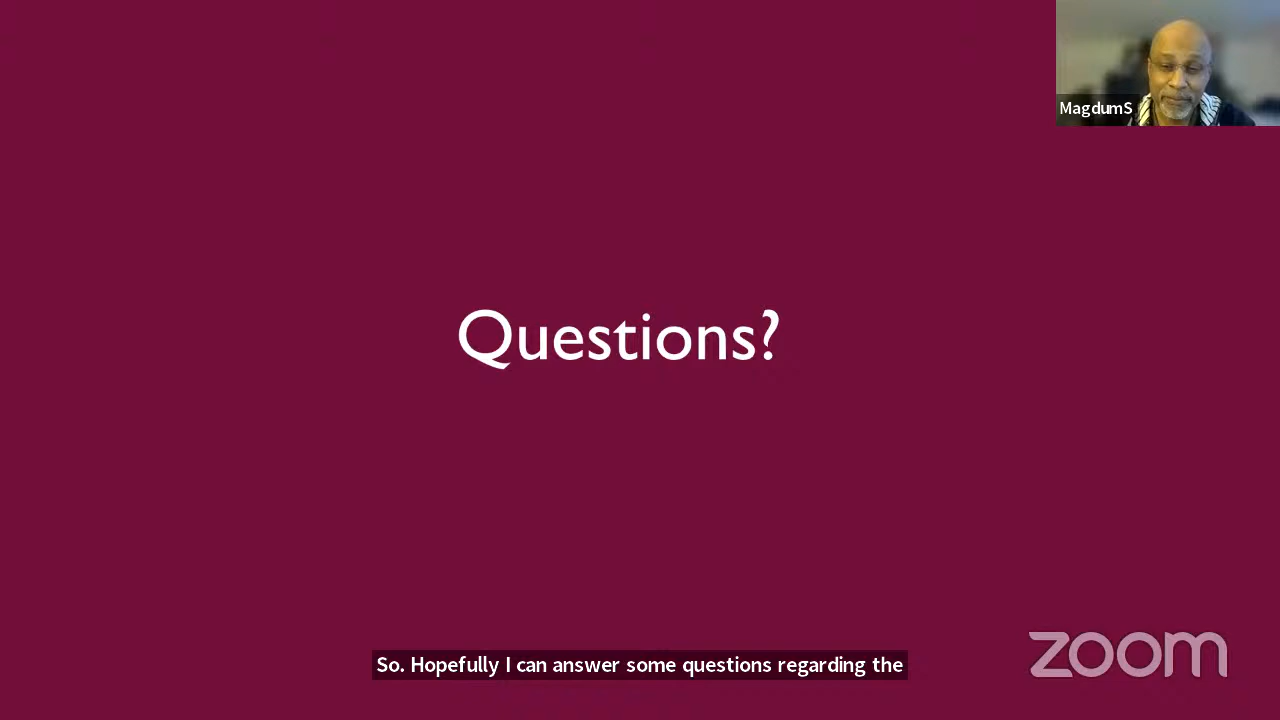 MagdumS
Questions?
So. Hopefully I can answer some questions regarding the
zoom